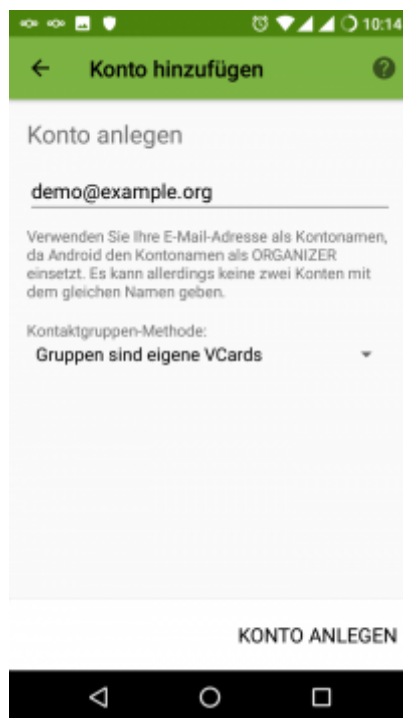 10:14
Konto hinzufügen
?
Konto anlegen
demo@example.org
Verwenden Sie Ihre E-Mail-Adresse als Kontonamen,
da Android den Kontonamen als ORGANIZER
einsetzt. Es kann allerdings keine zwei Konten mit
dem gleichen Namen geben.
Kontaktgruppen-Methode:
Gruppen sind eigene VCards
KONTO ANLEGEN